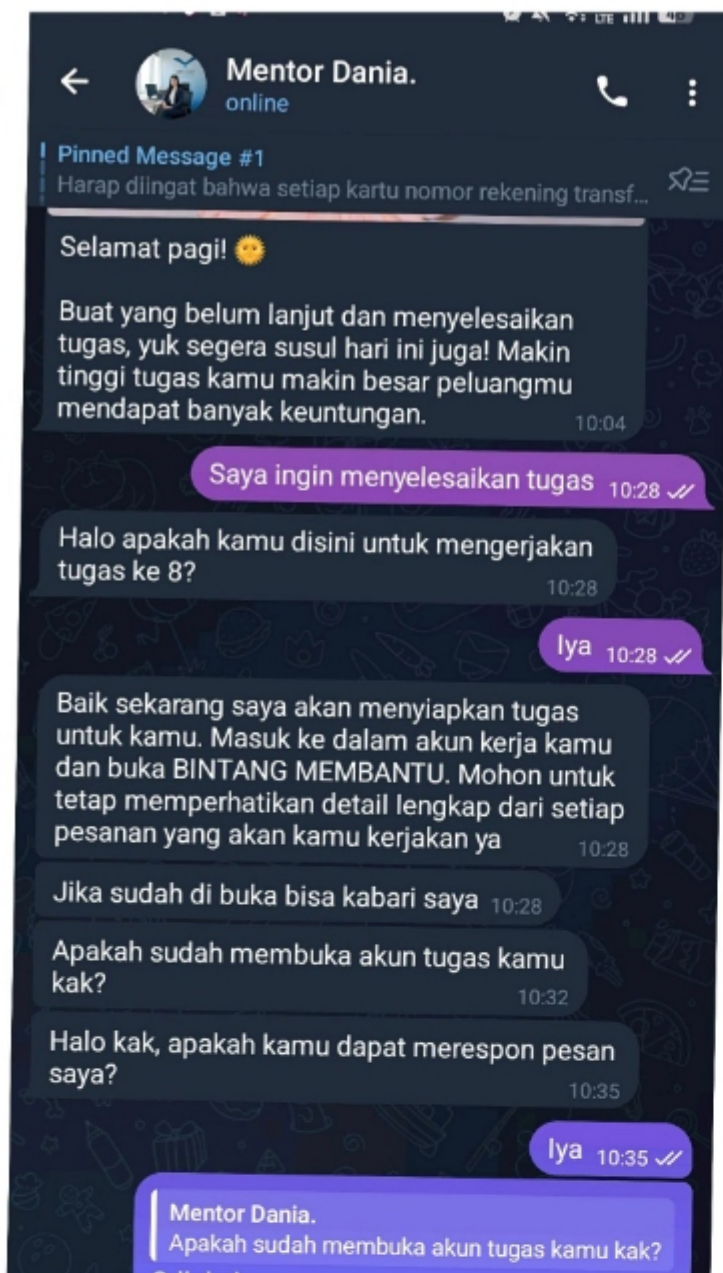 Mentor Dania.
online
Pinned Message #1
Harap diingat bahwa setiap kartu nomor rekening transf...
Selamat pagi! 🌞
Buat yang belum lanjut dan menyelesaikan
tugas, yuk segera susul hari ini juga! Makin
tinggi tugas kamu makin besar peluangmu
mendapat banyak keuntungan. 10:04
Saya ingin menyelesaikan tugas 10:28
Halo apakah kamu disini untuk mengerjakan
tugas ke 8? 10:28
Iya 10:28
Baik sekarang saya akan menyiapkan tugas
untuk kamu. Masuk ke dalam akun kerja kamu
dan buka BINTANG MEMBANTU. Mohon untuk
tetap memperhatikan detail lengkap dari setiap
pesanan yang akan kamu kerjakan ya 10:28
Jika sudah di buka bisa kabari saya 10:28
Apakah sudah membuka akun tugas kamu
kak? 10:32
Halo kak, apakah kamu dapat merespon pesan
saya? 10:35
Iya 10:35
Mentor Dania.
Apakah sudah membuka akun tugas kamu kak?